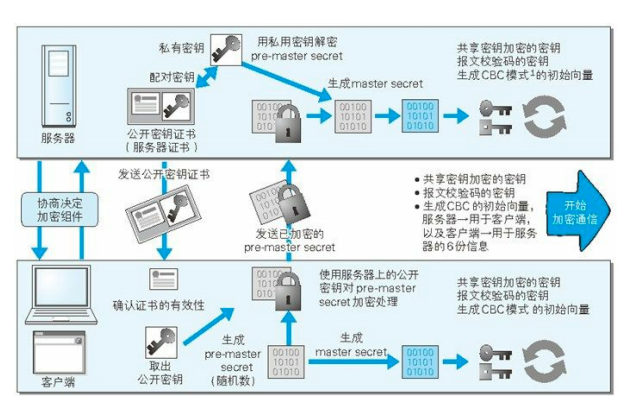 私有密钥
用私用密钥解密
pre-master secret
共享密钥加密的密钥
报文校验码的密钥
生成CBC模式¹的初始向量
配对密钥
生成master secret
00100
10101
01010
00100
10101
01010
00100
10101
01010
服务器
公开密钥证书
(服务器证书)
协商决定
加密组件
发送公开密钥证书
发送已加密的
pre-master secret
• 共享密钥加密的密钥
• 报文校验码的密钥
• 生成CBC的初始向量,
服务器→用于客户端,
以及客户端→用于服务
器的6份信息
开始
加密通信
确认证书的有效性
使用服务器上的公开
密钥对pre-master
secret加密处理
共享密钥加密的密钥
报文校验码的密钥
生成CBC模式的初始向量
取出
公开密钥
生成
pre-master
secret
(随机数)
生成
master secret
00100
10101
01010
00100
10101
01010
客户端